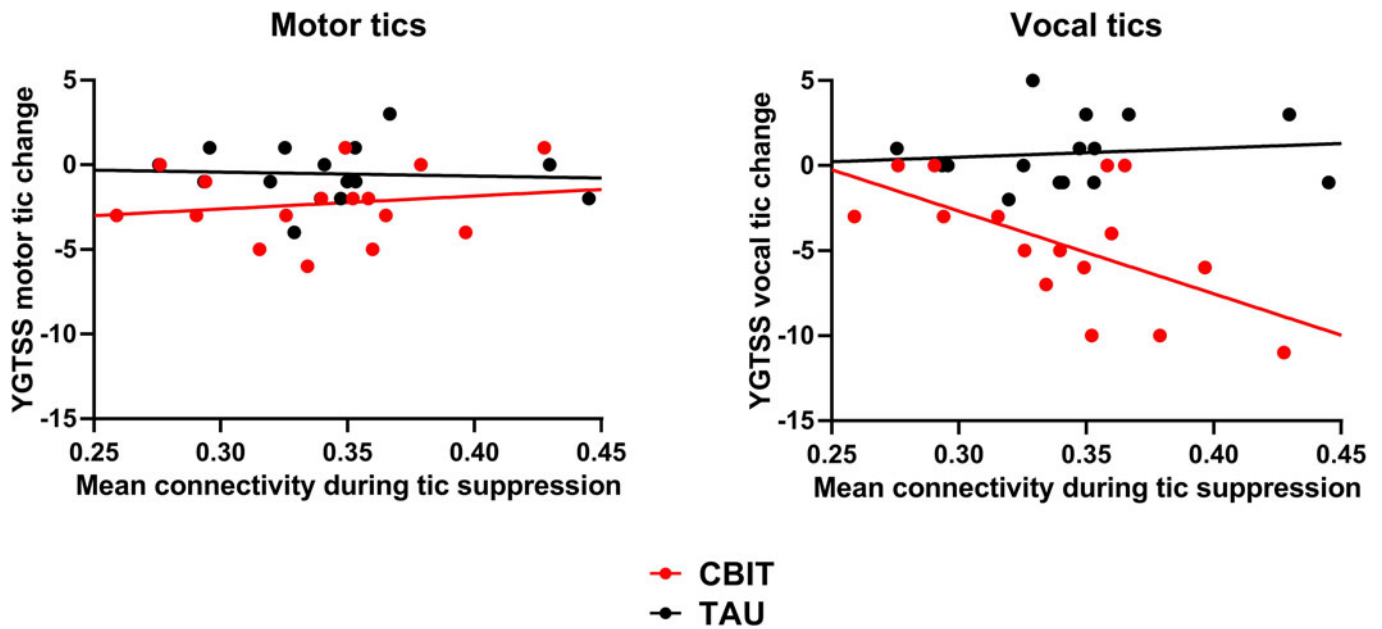 Motor tics
YGTSS motor tic change
5
0
-5
-10
-15
0.25 0.30 0.35 0.40 0.45
Mean connectivity during tic suppression
Vocal tics
YGTSS vocal tic change
5
0
-5
-10
-15
0.25 0.30 0.35 0.40 0.45
Mean connectivity during tic suppression
CBIT
TAU